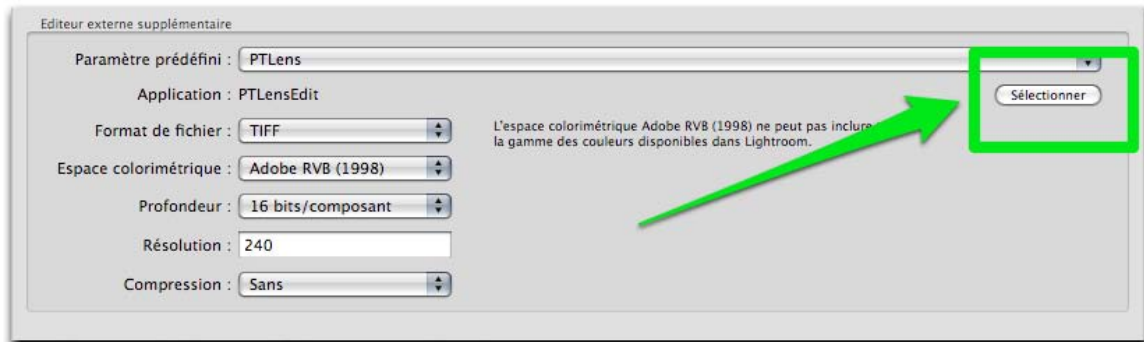 Editeur externe supplémentaire
Paramètre prédéfini : PTLens
Application : PTLensEdit
Sélectionner
Format de fichier : TIFF
L'espace colorimétrique Adobe RVB (1998) ne peut pas inclure
la gamme des couleurs disponibles dans Lightroom.
Espace colorimétrique : Adobe RVB (1998)
Profondeur : 16 bits/composant
Résolution : 240
Compression : Sans